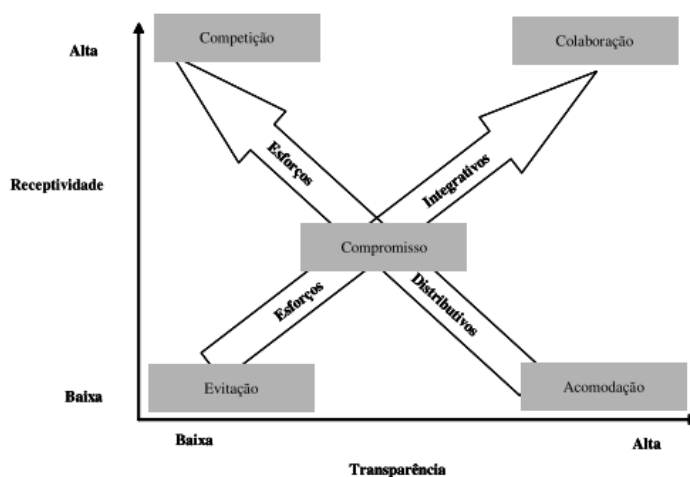 Competição
Colaboração
Alta
Esforços
Integrativos
Receptividade
Compromisso
Esforços
Distributivos
Evitação
Acomodação
Baixa
Baixa
Alta
Transparência